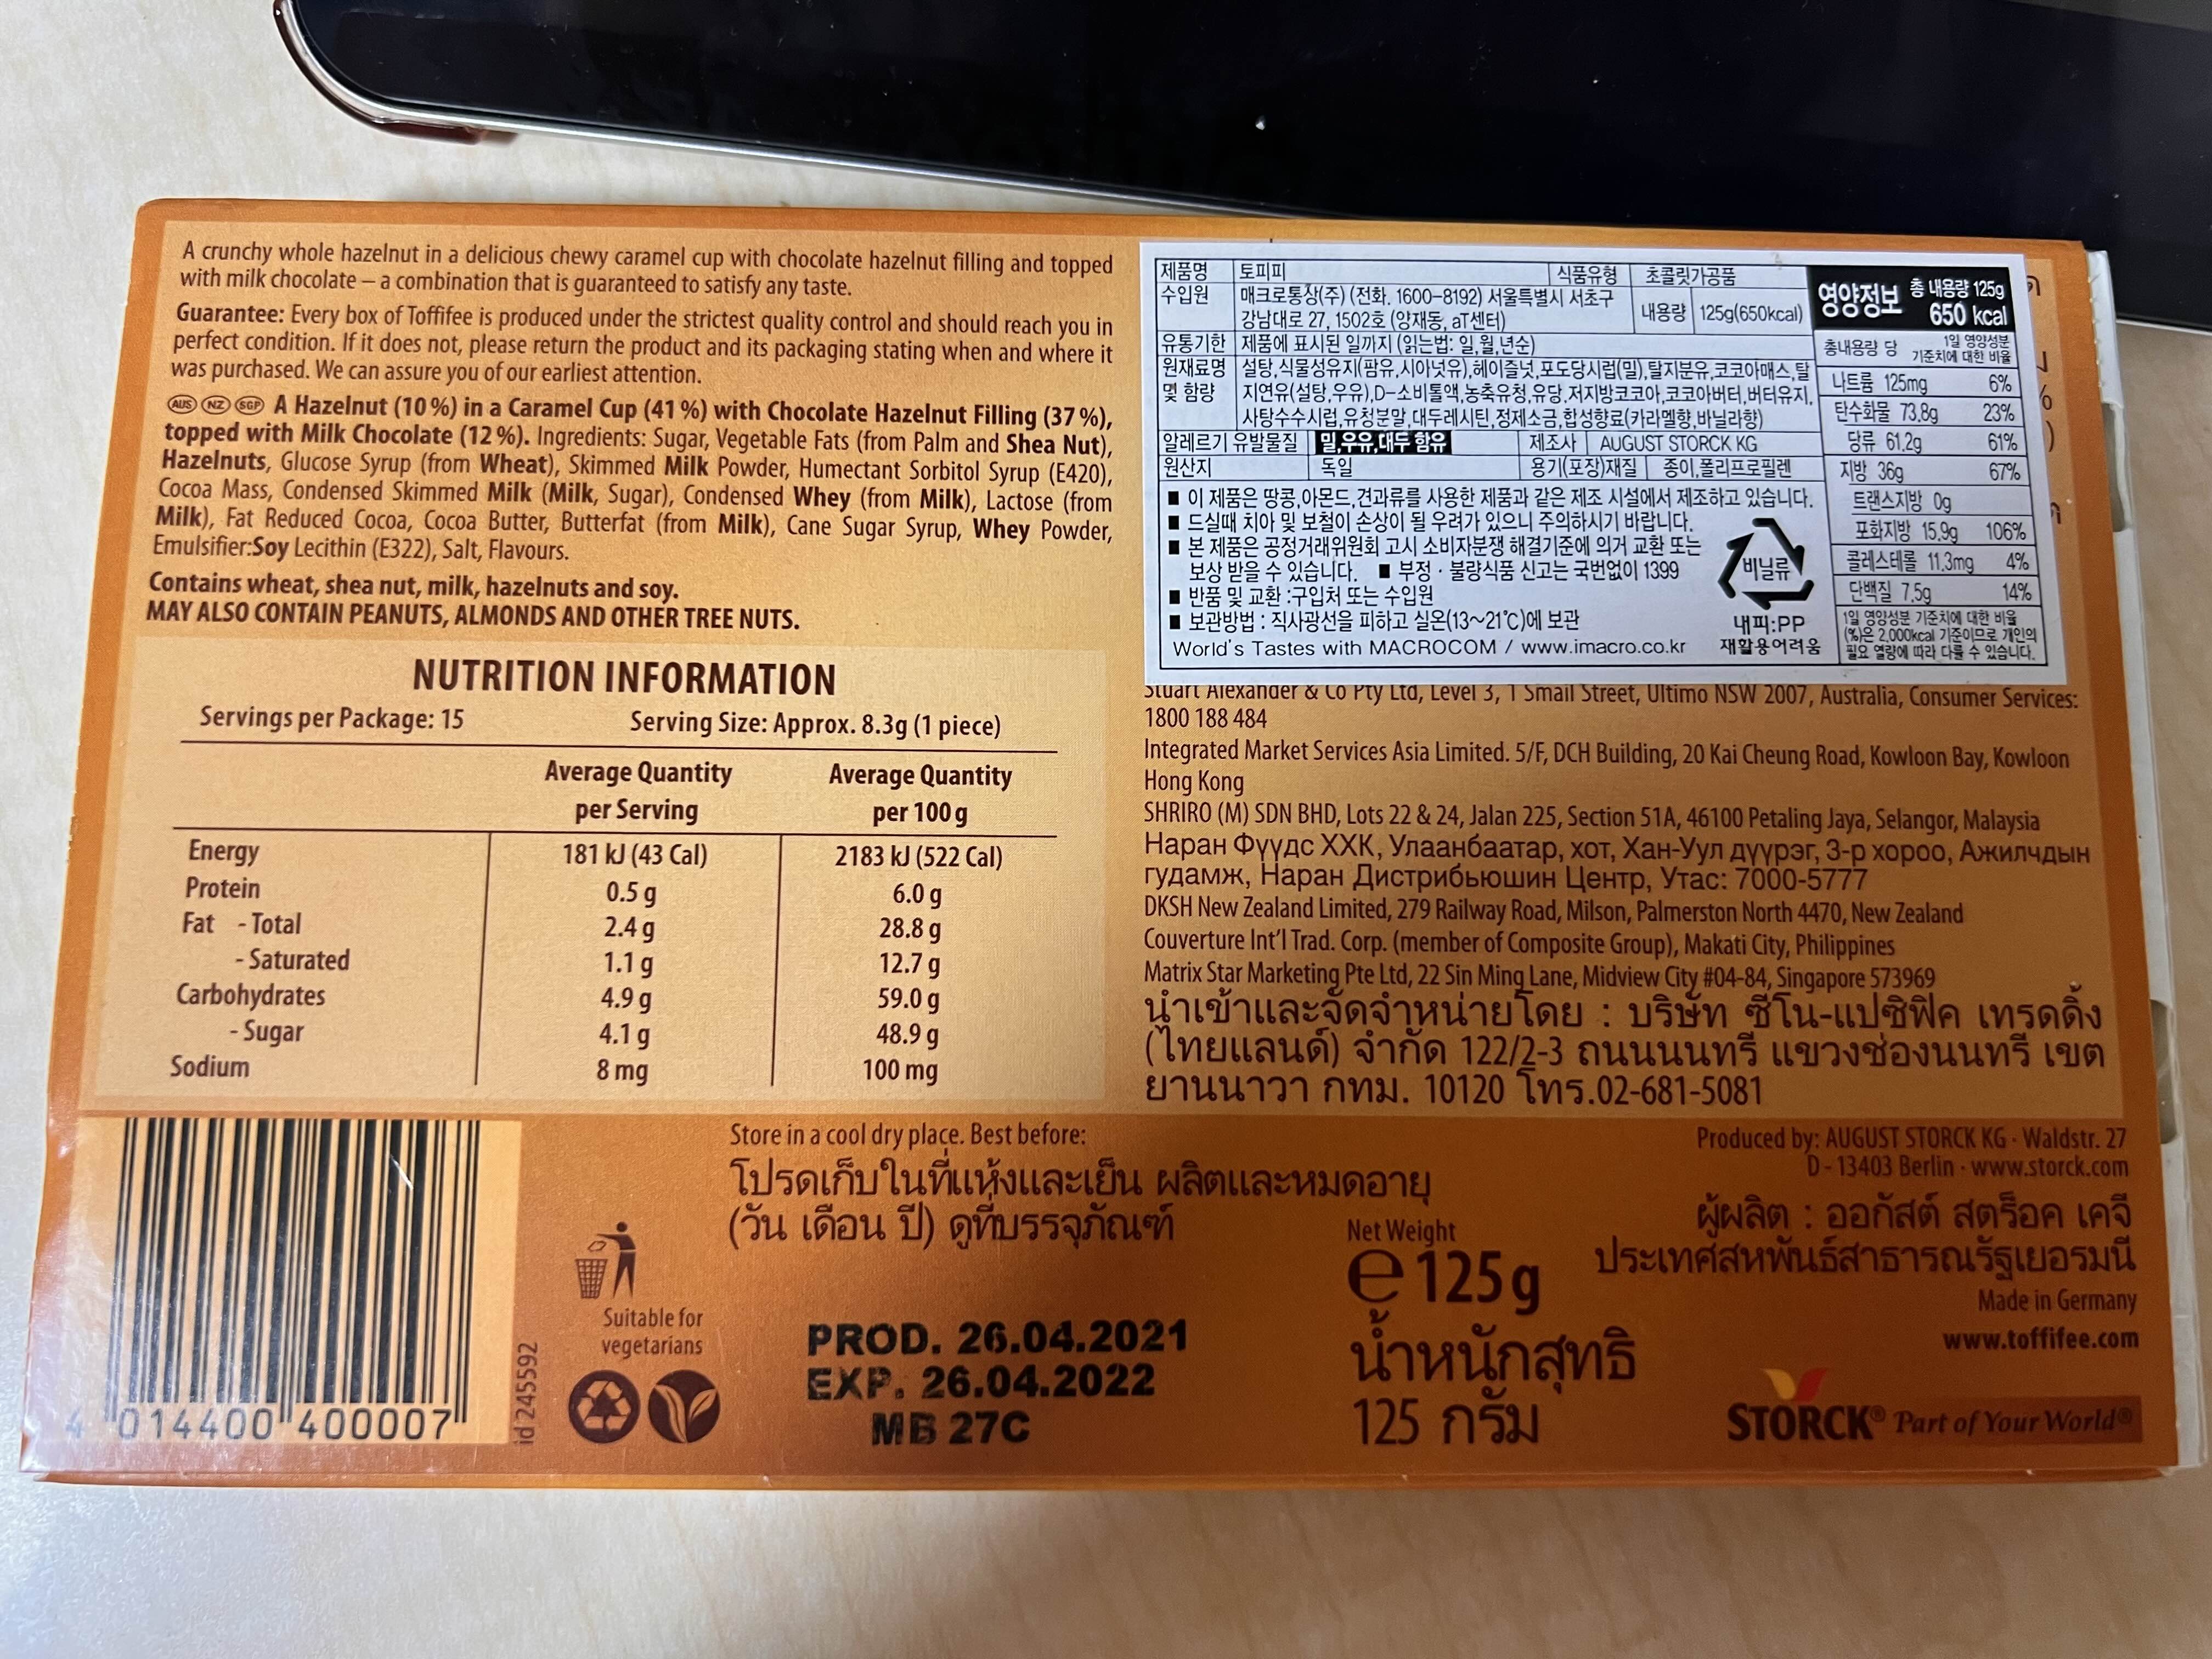 A crunchy whole hazelnut in a delicious chewy caramel cup with chocolate hazelnut filling and topped
with milk chocolate – a combination that is guaranteed to satisfy any taste.
Guarantee: Every box of Toffifee is produced under the strictest quality control and should reach you in
perfect condition. If it does not, please return the product and its packaging stating when and where it
was purchased. We can assure you of our earliest attention.
AUS NZ SGP A Hazelnut (10 %) in a Caramel Cup (41 %) with Chocolate Hazelnut Filling (37 %),
topped with Milk Chocolate (12 %). Ingredients: Sugar, Vegetable Fats (from Palm and Shea Nut),
Hazelnuts, Glucose Syrup (from Wheat), Skimmed Milk Powder, Humectant Sorbitol Syrup (E420),
Cocoa Mass, Condensed Skimmed Milk (Milk, Sugar), Condensed Whey (from Milk), Lactose (from
Milk), Fat Reduced Cocoa, Cocoa Butter, Butterfat (from Milk), Cane Sugar Syrup, Whey Powder,
Emulsifier:Soy Lecithin (E322), Salt, Flavours.
Contains wheat, shea nut, milk, hazelnuts and soy.
MAY ALSO CONTAIN PEANUTS, ALMONDS AND OTHER TREE NUTS.
NUTRITION INFORMATION
Servings per Package: 15 Serving Size: Approx. 8.3g (1 piece)
Average Quantity Average Quantity
per Serving per 100 g
Energy 181 kJ (43 Cal) 2183 kJ (522 Cal)
Protein 0.5 g 6.0 g
Fat - Total 2.4 g 28.8 g
- Saturated 1.1 g 12.7 g
Carbohydrates 4.9 g 59.0 g
- Sugar 4.1 g 48.9 g
Sodium 8 mg 100 mg
제품명 토피피 식품유형 초콜릿가공품
수입원 매크로통상(주) (전화. 1600-8192) 서울특별시 서초구
강남대로 27, 1502호 (양재동, aT센터) 내용량 125g(650kcal)
유통기한 제품에 표시된 일까지 (읽는법: 일,월,년순)
원재료명 설탕,식물성유지(팜유,시아넛유),헤이즐넛,포도당시럽(밀),탈지분유,코코아매스,탈
및 함량 지연유(설탕,우유),D-소비톨액,농축유청,유당,저지방코코아,코코아버터,버터유지,
사탕수수시럽,유청분말,대두레시틴,정제소금,합성향료(카라멜향,바닐라향)
알레르기 유발물질 밀,우유,대두 함유 제조사 AUGUST STORCK KG
원산지 독일 용기(포장)재질 종이,폴리프로필렌
■ 이 제품은 땅콩,아몬드,견과류를 사용한 제품과 같은 제조 시설에서 제조하고 있습니다.
■ 드실때 치아 및 보철이 손상이 될 우려가 있으니 주의하시기 바랍니다.
■ 본 제품은 공정거래위원회 고시 소비자분쟁 해결기준에 의거 교환 또는
보상 받을 수 있습니다. ■ 부정 · 불량식품 신고는 국번없이 1399
■ 반품 및 교환 :구입처 또는 수입원
■ 보관방법 : 직사광선을 피하고 실온(13~21℃)에 보관
World's Tastes with MACROCOM / www.imacro.co.kr
비닐류
내피:PP
재활용어려움
영양정보 총 내용량 125g
650 kcal
총내용량 당 1일 영양성분
기준치에 대한 비율
나트륨 125mg 6%
탄수화물 73.8g 23%
당류 61.2g 61%
지방 36g 67%
트랜스지방 0g
포화지방 15.9g 106%
콜레스테롤 11.3mg 4%
단백질 7.5g 14%
1일 영양성분 기준치에 대한 비율
(%)은 2,000kcal 기준이므로 개인의
필요 열량에 따라 다를 수 있습니다.
Stuart Alexander & Co Pty Ltd, Level 3, 1 Small Street, Ultimo NSW 2007, Australia, Consumer Services:
1800 188 484
Integrated Market Services Asia Limited. 5/F, DCH Building, 20 Kai Cheung Road, Kowloon Bay, Kowloon
Hong Kong
SHRIRO (M) SDN BHD, Lots 22 & 24, Jalan 225, Section 51A, 46100 Petaling Jaya, Selangor, Malaysia
Наран Фүүдс ХХК, Улаанбаатар, хот, Хан-Уул дүүрэг, 3-р хороо, Ажилчдын
гудамж, Наран Дистрибьюшин Центр, Утас: 7000-5777
DKSH New Zealand Limited, 279 Railway Road, Milson, Palmerston North 4470, New Zealand
Couverture Int'l Trad. Corp. (member of Composite Group), Makati City, Philippines
Matrix Star Marketing Pte Ltd, 22 Sin Ming Lane, Midview City #04-84, Singapore 573969
นำเข้าและจัดจำหน่ายโดย : บริษัท ซีโน-แปซิฟิค เทรดดิ้ง
(ไทยแลนด์) จำกัด 122/2-3 ถนนนนทรี แขวงช่องนนทรี เขต
ยานนาวา กทม. 10120 โทร.02-681-5081
4 014400 400007
id 245592
Suitable for
vegetarians
Store in a cool dry place. Best before:
โปรดเก็บในที่แห้งและเย็น ผลิตและหมดอายุ
(วัน เดือน ปี) ดูที่บรรจุภัณฑ์
PROD. 26.04.2021
EXP. 26.04.2022
MB 27C
Net Weight
e 125 g
น้ำหนักสุทธิ
125 กรัม
Produced by: AUGUST STORCK KG · Waldstr. 27
D - 13403 Berlin · www.storck.com
ผู้ผลิต : ออกัสต์ สตร็อค เคจี
ประเทศสหพันธ์สาธารณรัฐเยอรมนี
Made in Germany
www.toffifee.com
STORCK® Part of Your World®